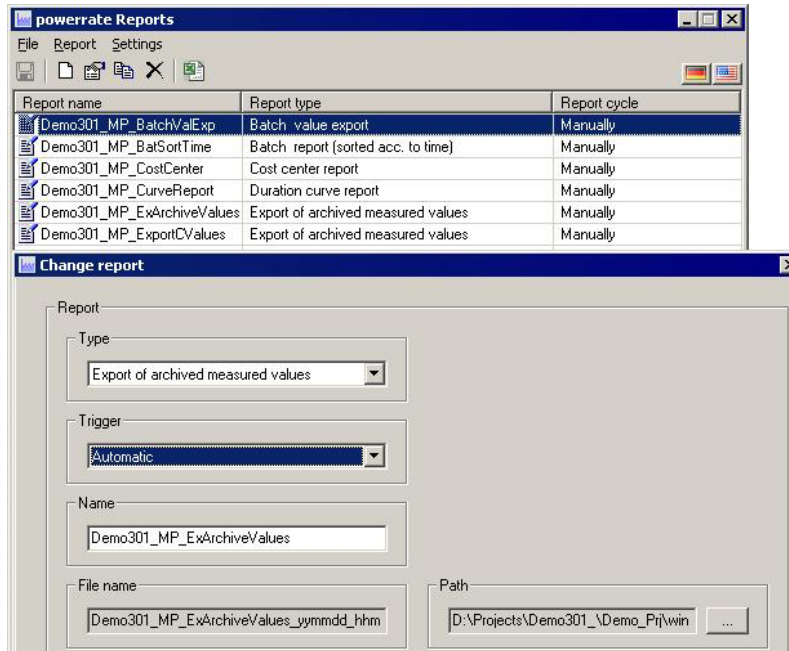 powerrate Reports
File Report Settings
Report name Report type Report cycle
Demo301_MP_BatchValExp Batch value export Manually
Demo301_MP_BatSortTime Batch report (sorted acc. to time) Manually
Demo301_MP_CostCenter Cost center report Manually
Demo301_MP_CurveReport Duration curve report Manually
Demo301_MP_ExArchiveValues Export of archived measured values Manually
Demo301_MP_ExportCValues Export of archived measured values Manually
Change report
Report
Type
Export of archived measured values
Trigger
Automatic
Name
Demo301_MP_ExArchiveValues
File name Path
Demo301_MP_ExArchiveValues_yymmdd_hhm D:\Projects\Demo301_\Demo_Prj\win ...